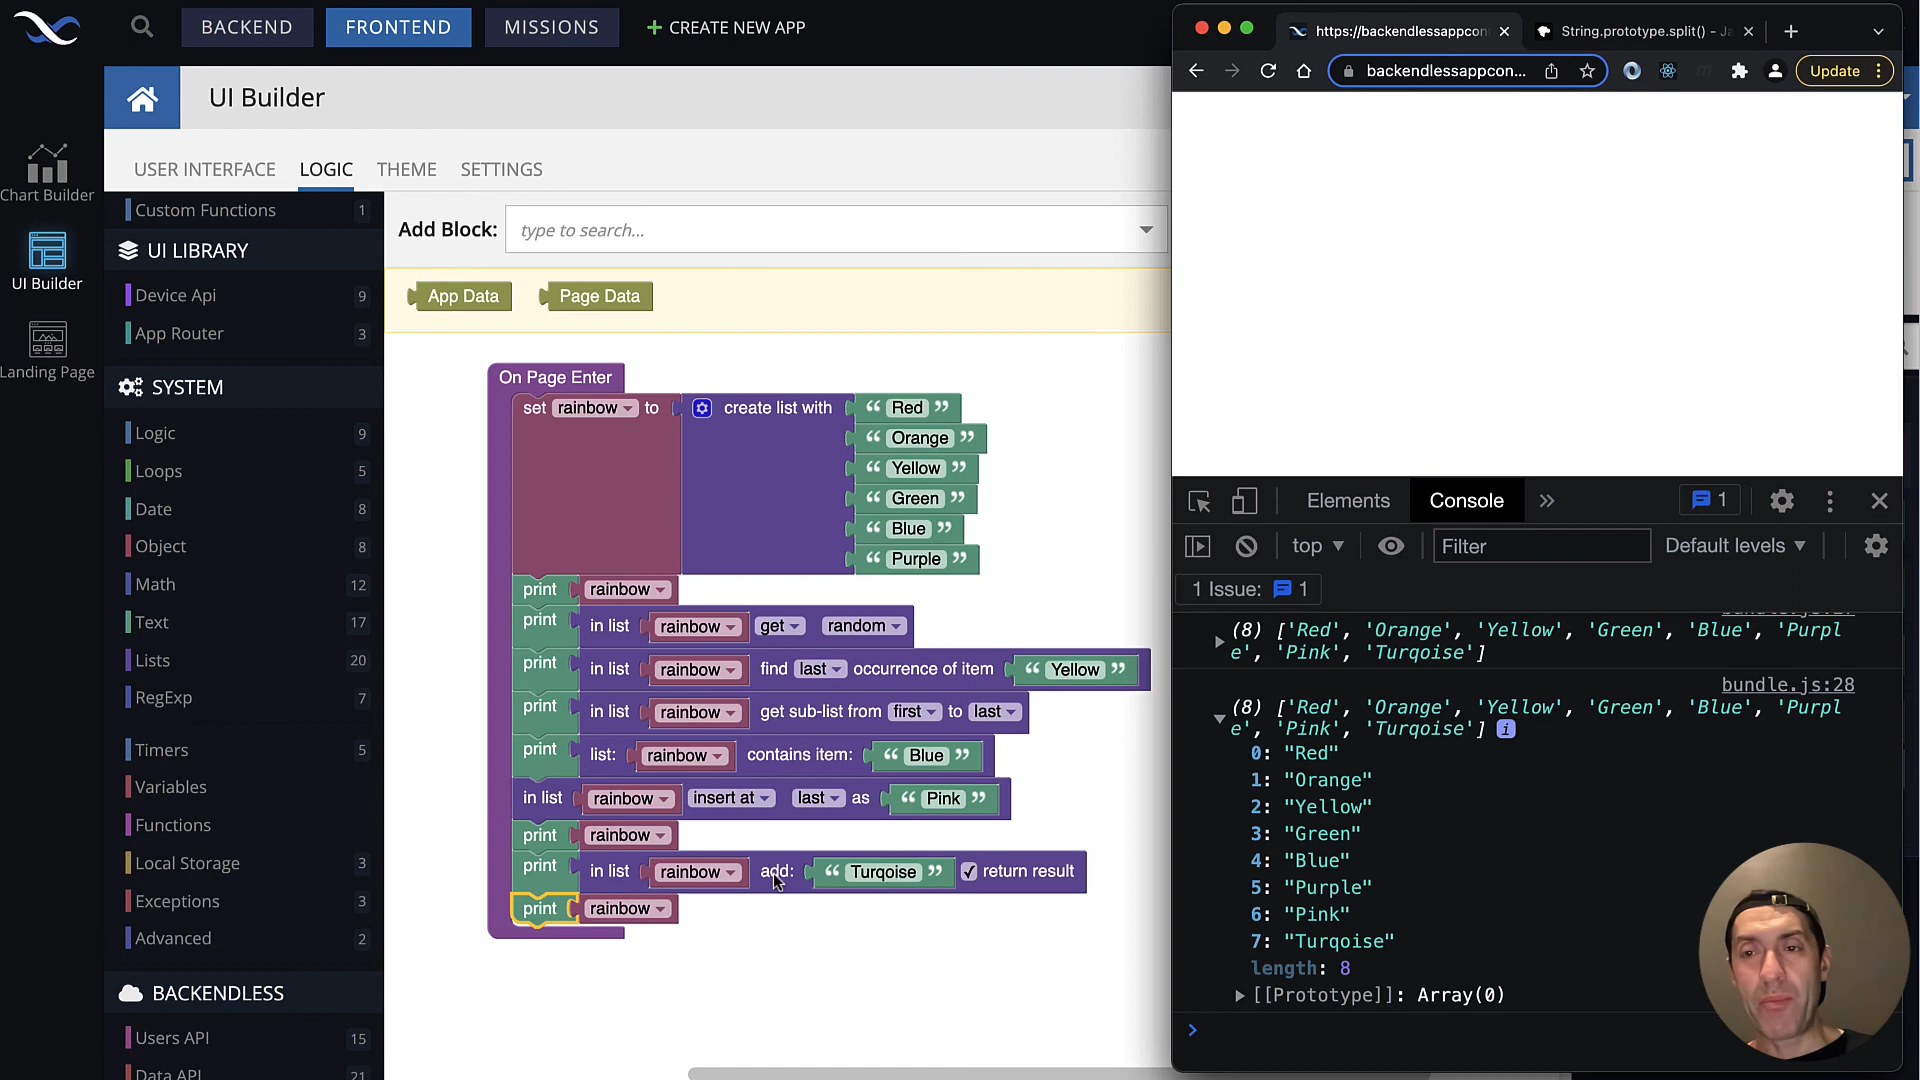 BACKEND
FRONTEND
MISSIONS
+ CREATE NEW APP
UI Builder
USER INTERFACE
LOGIC
THEME
SETTINGS
Chart Builder
UI Builder
Landing Page
Custom Functions 1
UI LIBRARY
Device Api 9
App Router 3
SYSTEM
Logic 9
Loops 5
Date 8
Object 8
Math 12
Text 17
Lists 20
RegExp 7
Timers 5
Variables
Functions
Local Storage 3
Exceptions 3
Advanced 2
BACKENDLESS
Users API 15
Data API 21
Add Block: type to search...
App Data
Page Data
On Page Enter
set rainbow to create list with “ Red ”
“ Orange ”
“ Yellow ”
“ Green ”
“ Blue ”
“ Purple ”
print rainbow
print in list rainbow get random
print in list rainbow find last occurrence of item “ Yellow ”
print in list rainbow get sub-list from first to last
print list: rainbow contains item: “ Blue ”
in list rainbow insert at last as “ Pink ”
print rainbow
print in list rainbow add: “ Turqoise ” return result
print rainbow
https://backendlessappcon
String.prototype.split() - Ja
backendlessappcon...
Update
Elements
Console
1
top
Filter
Default levels
1 Issue: 1
(8) ['Red', 'Orange', 'Yellow', 'Green', 'Blue', 'Purpl
e', 'Pink', 'Turqoise']
bundle.js:28
(8) ['Red', 'Orange', 'Yellow', 'Green', 'Blue', 'Purpl
e', 'Pink', 'Turqoise'] i
0: "Red"
1: "Orange"
2: "Yellow"
3: "Green"
4: "Blue"
5: "Purple"
6: "Pink"
7: "Turqoise"
length: 8
[[Prototype]]: Array(0)